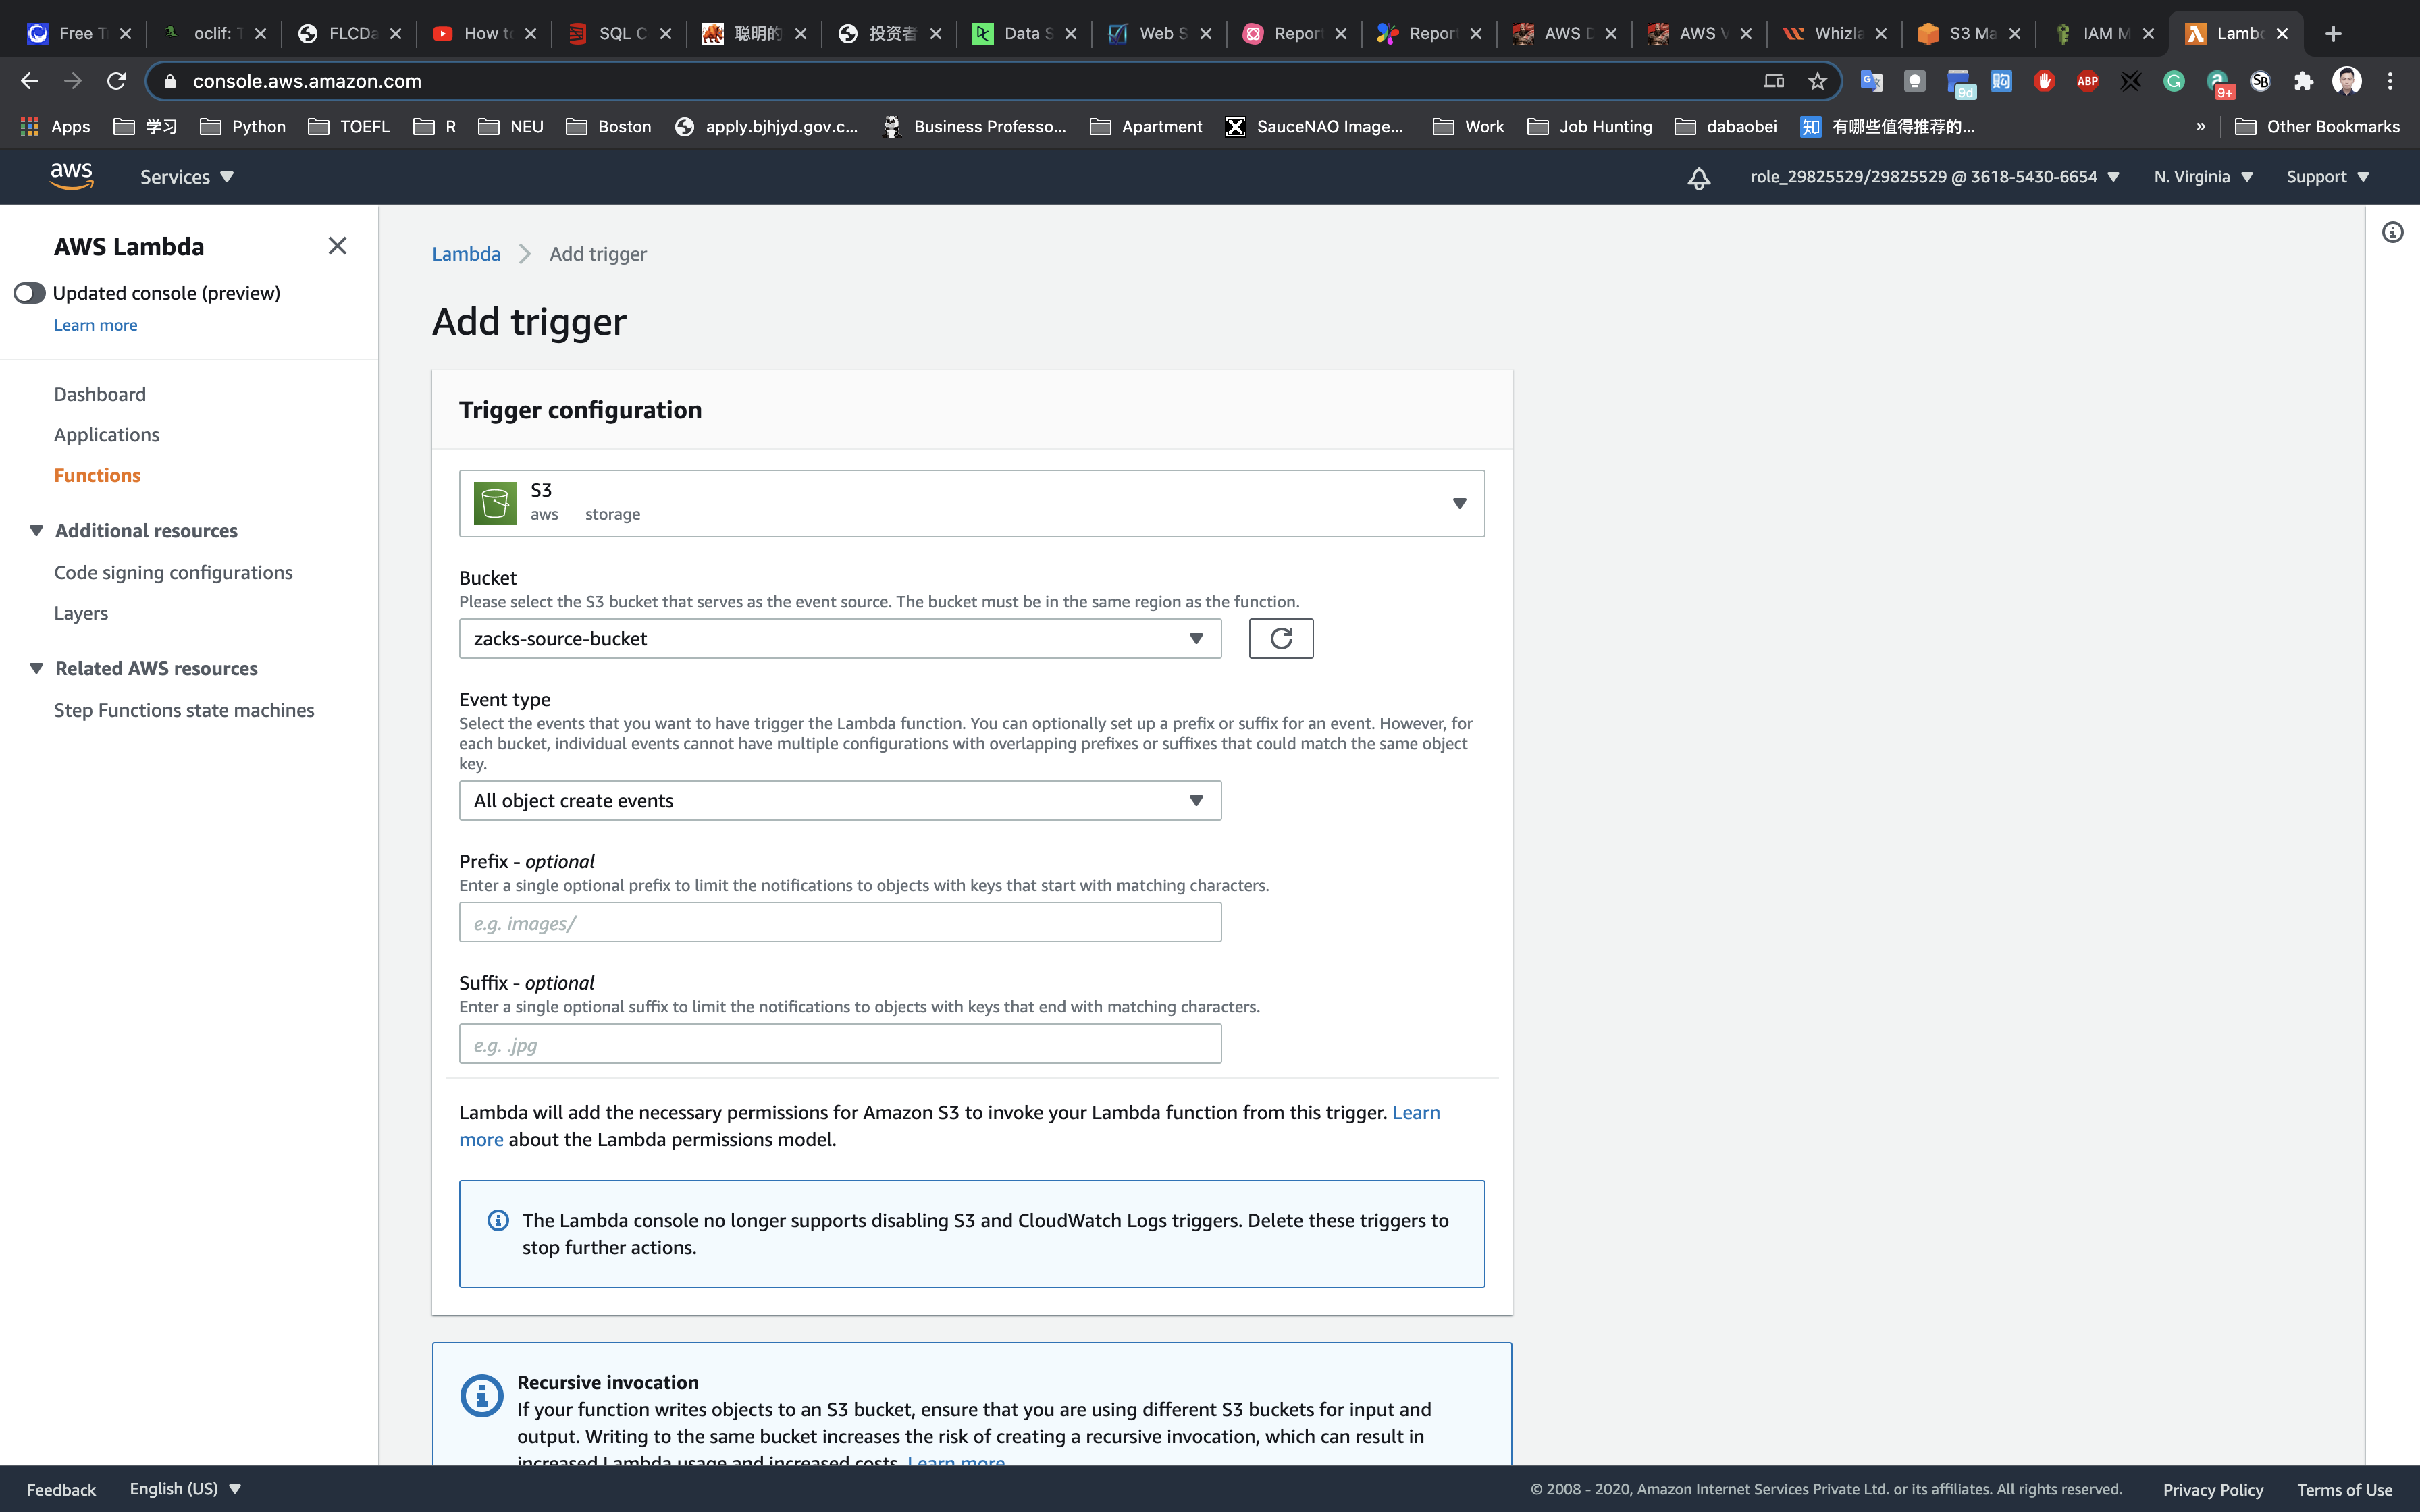 Free T
oclif: T
FLCDa
How to
SQL C
聪明的
投资者
Data S
Web S
Report
Report
AWS D
AWS V
Whizla
S3 Ma
IAM M
Lambd
console.aws.amazon.com
9d
ABP
9+
SB
Apps
学习
Python
TOEFL
R
NEU
Boston
apply.bjhjyd.gov.c...
Business Professo...
Apartment
SauceNAO Image...
Work
Job Hunting
dabaobei
知 有哪些值得推荐的...
»
Other Bookmarks
aws
Services
role_29825529/29825529 @ 3618-5430-6654
N. Virginia
Support
AWS Lambda
Updated console (preview)
Learn more
Dashboard
Applications
Functions
Additional resources
Code signing configurations
Layers
Related AWS resources
Step Functions state machines
Lambda
Add trigger
Add trigger
Trigger configuration
S3
aws storage
Bucket
Please select the S3 bucket that serves as the event source. The bucket must be in the same region as the function.
zacks-source-bucket
Event type
Select the events that you want to have trigger the Lambda function. You can optionally set up a prefix or suffix for an event. However, for
each bucket, individual events cannot have multiple configurations with overlapping prefixes or suffixes that could match the same object
key.
All object create events
Prefix - optional
Enter a single optional prefix to limit the notifications to objects with keys that start with matching characters.
e.g. images/
Suffix - optional
Enter a single optional suffix to limit the notifications to objects with keys that end with matching characters.
e.g. .jpg
Lambda will add the necessary permissions for Amazon S3 to invoke your Lambda function from this trigger. Learn
more about the Lambda permissions model.
The Lambda console no longer supports disabling S3 and CloudWatch Logs triggers. Delete these triggers to
stop further actions.
Recursive invocation
If your function writes objects to an S3 bucket, ensure that you are using different S3 buckets for input and
output. Writing to the same bucket increases the risk of creating a recursive invocation, which can result in
increased Lambda usage and increased costs. Learn more
Feedback
English (US)
© 2008 - 2020, Amazon Internet Services Private Ltd. or its affiliates. All rights reserved.
Privacy Policy
Terms of Use